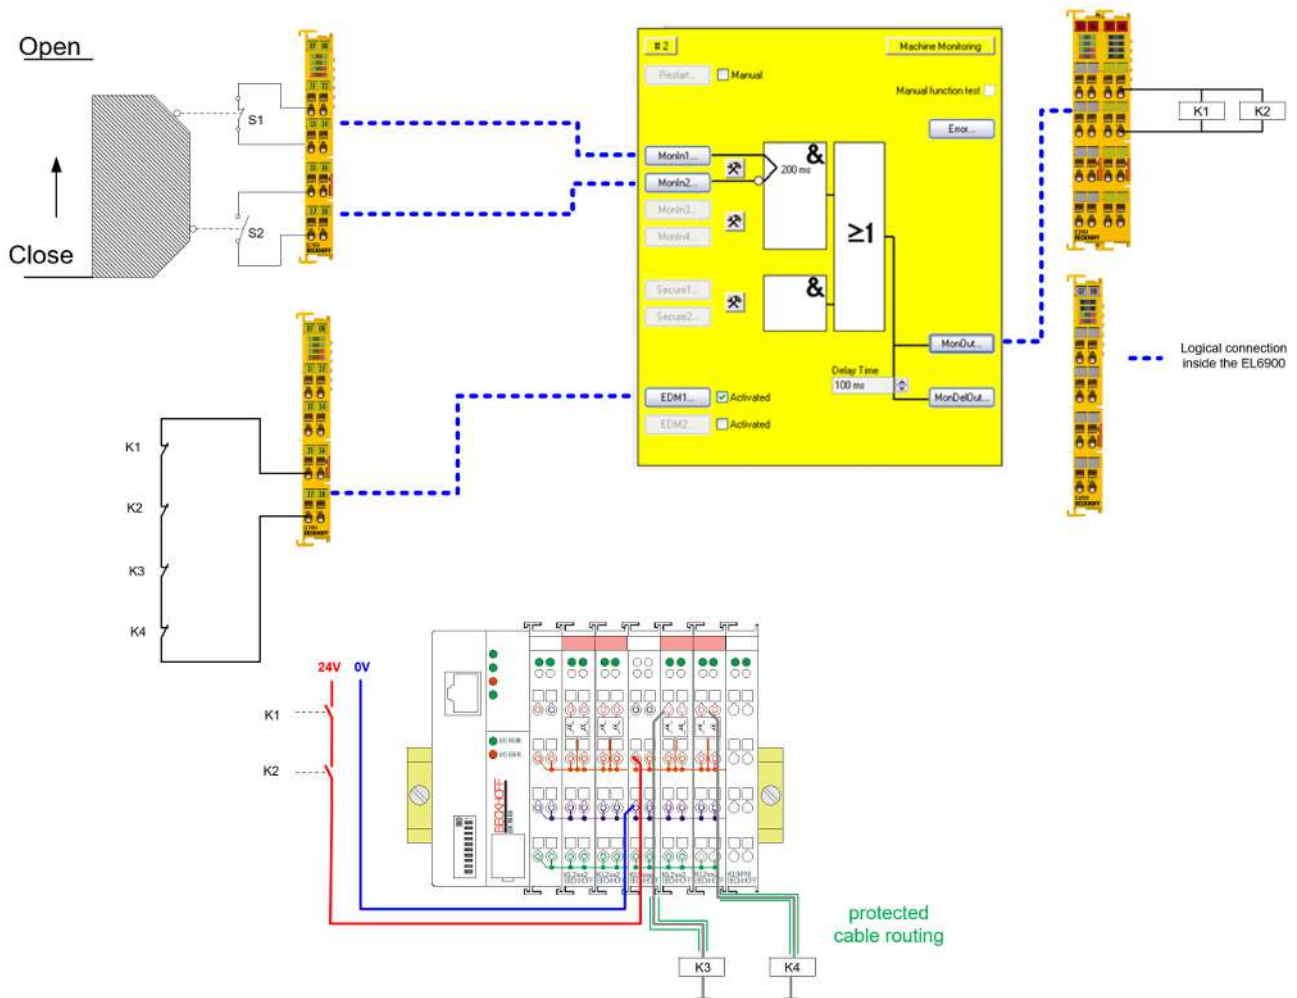 Open
Close
S1
S2
# 2
Machine Monitoring
Restart...
Manual
Manual function test
Error...
MonIn1...
MonIn2...
MonIn3...
MonIn4...
&
200 ms
≥1
Secure1...
Secure2...
&
MonOut...
Delay Time
100 ms
MonDelOut...
EDM1...
Activated
EDM2...
Activated
K1
K2
Logical connection
inside the EL6900
K1
K2
K3
K4
24V
0V
K1
K2
BECKHOFF
protected
cable routing
K3
K4